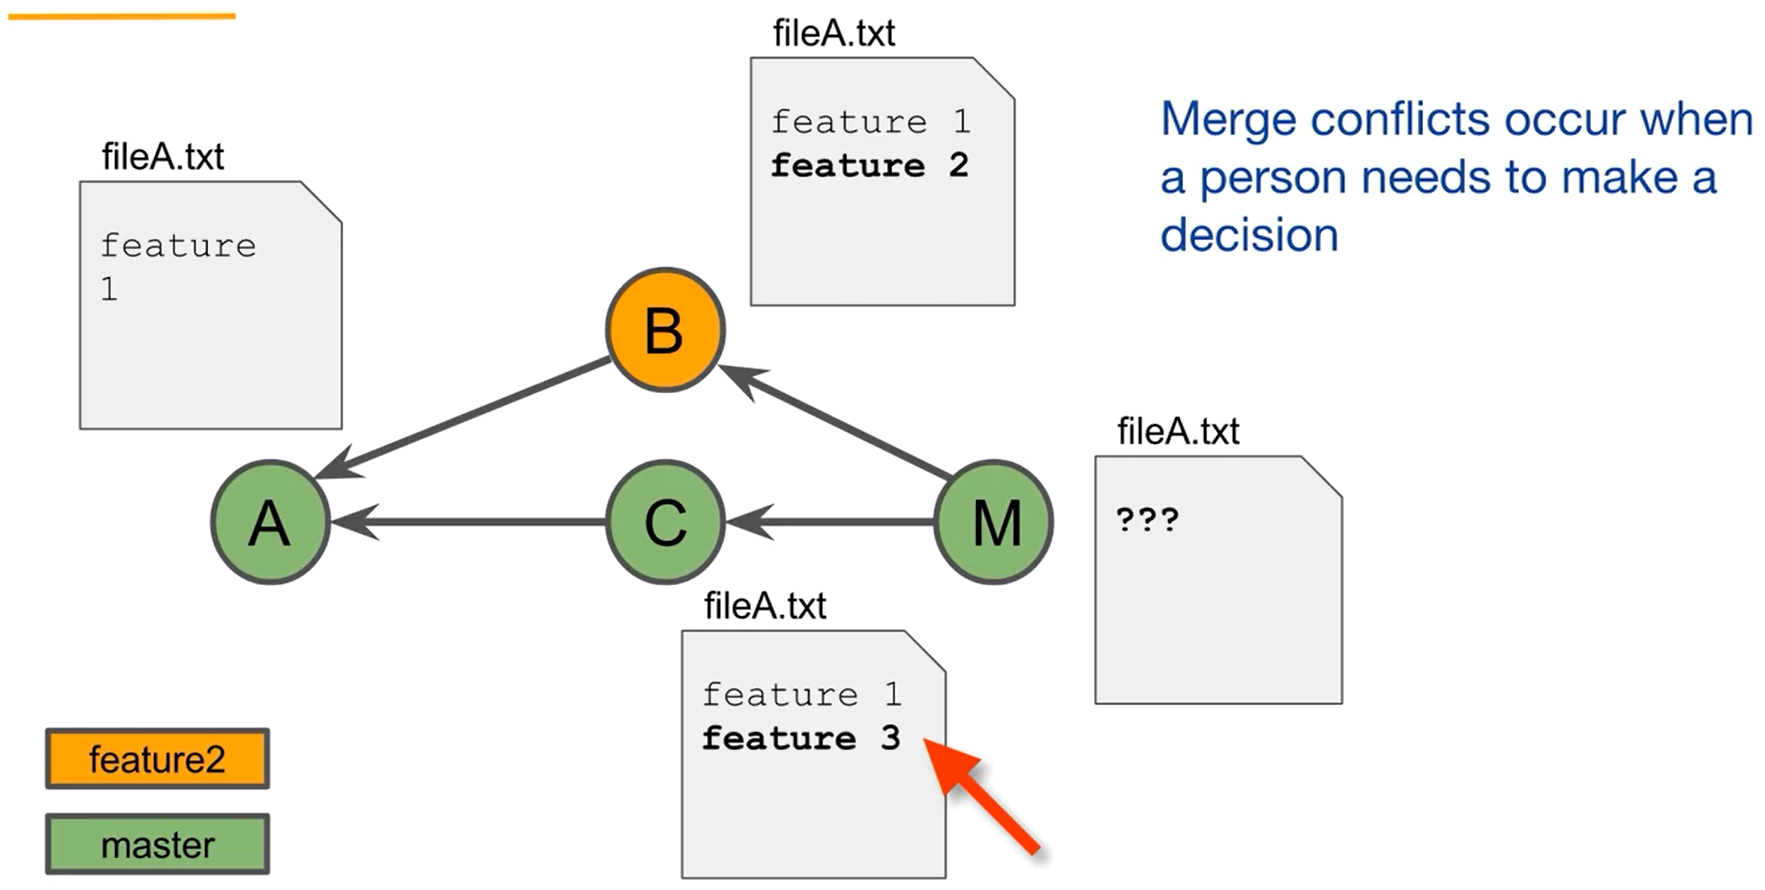 fileA.txt
feature 1
feature 2
Merge conflicts occur when
a person needs to make a
decision
fileA.txt
feature
1
B
fileA.txt
???
A
C
M
fileA.txt
feature 1
feature 3
feature2
master